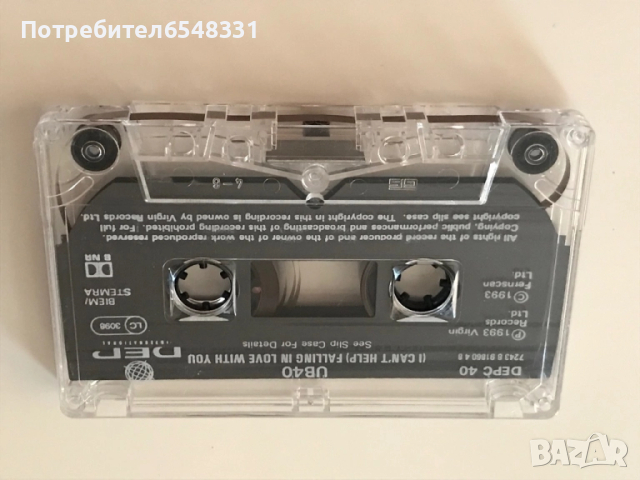 Потребител6548331
DEPC 40
7243 8 91860 4 8
UB40
(I CAN'T HELP) FALLING IN LOVE WITH YOU
See Slip Case For Details
DEP
INTERNATIONAL
℗ 1993 Virgin
Records
Ltd.
© 1993
Fernscan
Ltd.
LC 3098
BIEM/
STEMRA
B NR
All rights of the record producer and of the owner of the work reproduced reserved.
Copying, public performances and broadcasting of this recording prohibited. For full
copyright see slip case. The copyright in this recording is owned by Virgin Records Ltd.
BAZAR